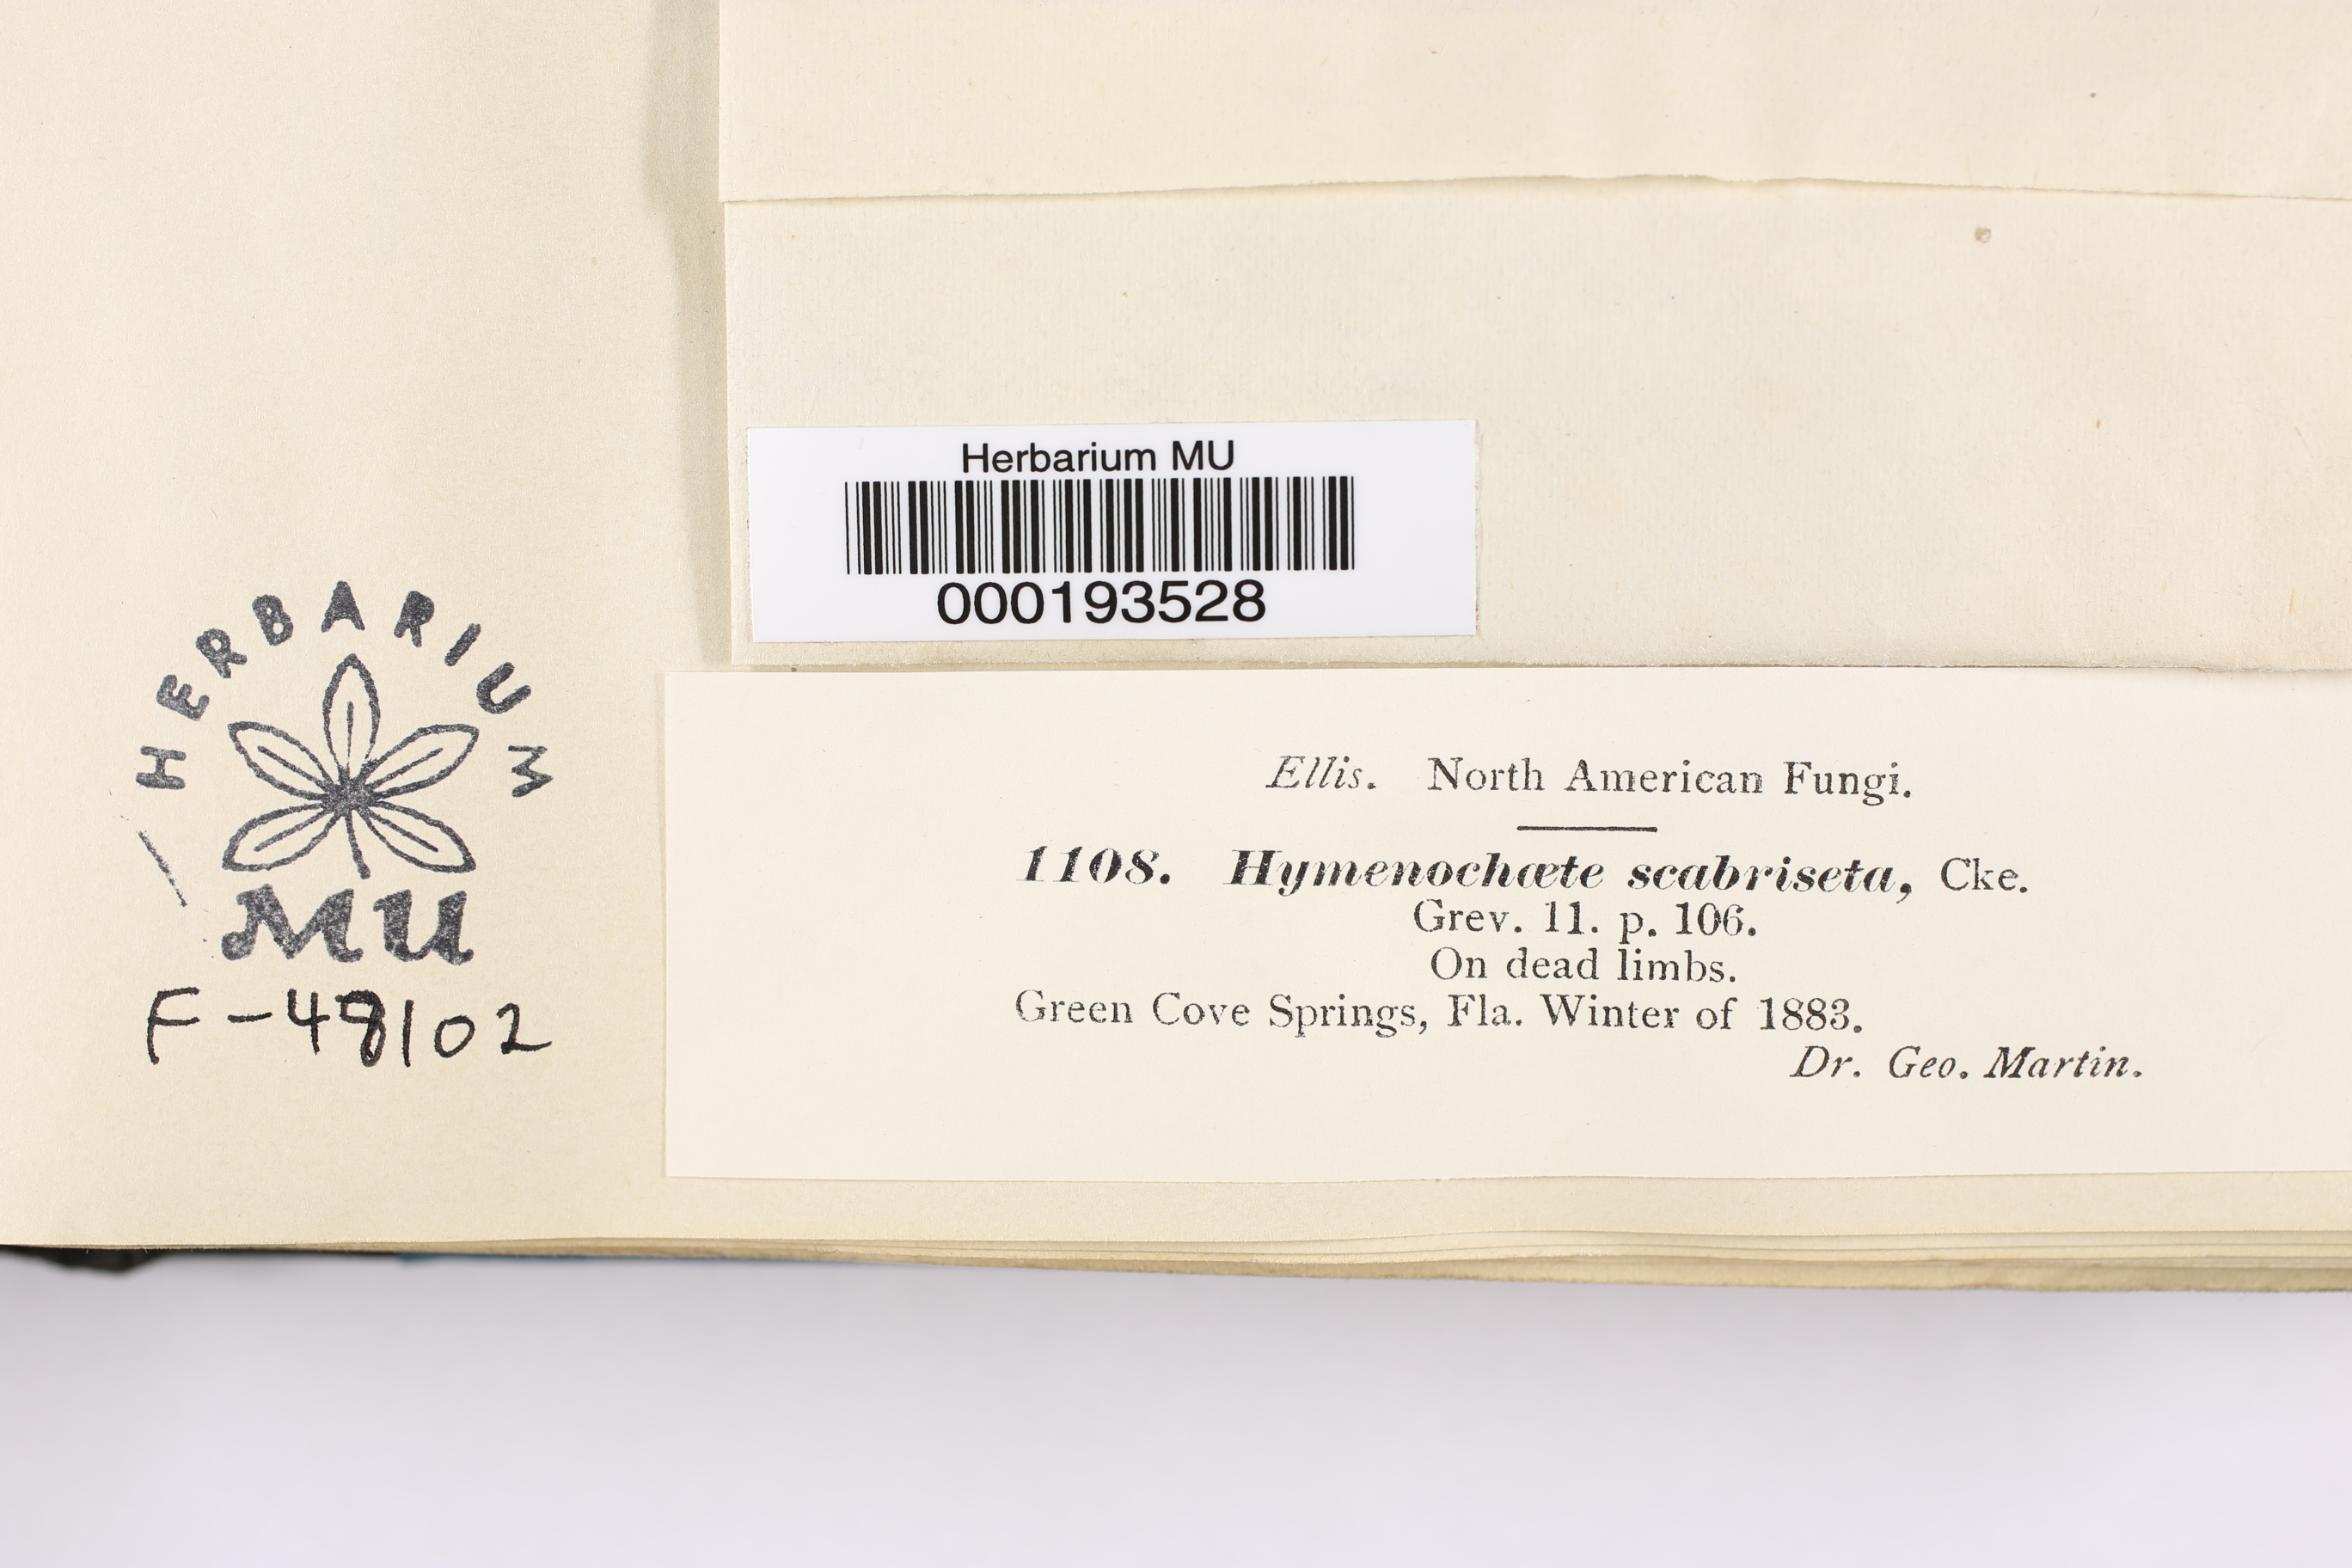 Herbarium MU
000193528
HERBARIUM
MU
F-48102
Ellis. North American Fungi.
1108. Hymenochæte scabriseta, Cke.
Grev. 11. p. 106.
On dead limbs.
Green Cove Springs, Fla. Winter of 1883.
Dr. Geo. Martin.